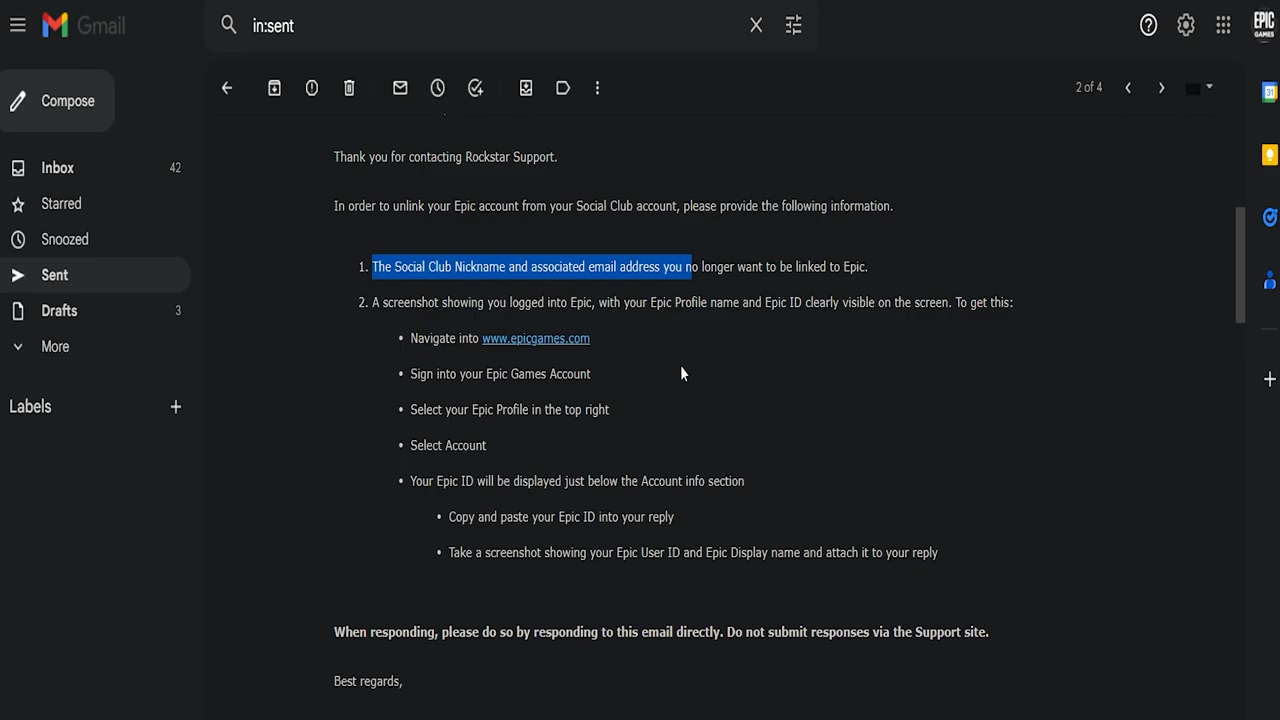 Gmail
in:sent
EPIC
GAMES
2 of 4
Compose
Inbox 42
Starred
Snoozed
Sent
Drafts 3
More
Labels
31
Thank you for contacting Rockstar Support.
In order to unlink your Epic account from your Social Club account, please provide the following information.
1. The Social Club Nickname and associated email address you no longer want to be linked to Epic.
2. A screenshot showing you logged into Epic, with your Epic Profile name and Epic ID clearly visible on the screen. To get this:
• Navigate into www.epicgames.com
• Sign into your Epic Games Account
• Select your Epic Profile in the top right
• Select Account
• Your Epic ID will be displayed just below the Account info section
• Copy and paste your Epic ID into your reply
• Take a screenshot showing your Epic User ID and Epic Display name and attach it to your reply
When responding, please do so by responding to this email directly. Do not submit responses via the Support site.
Best regards,